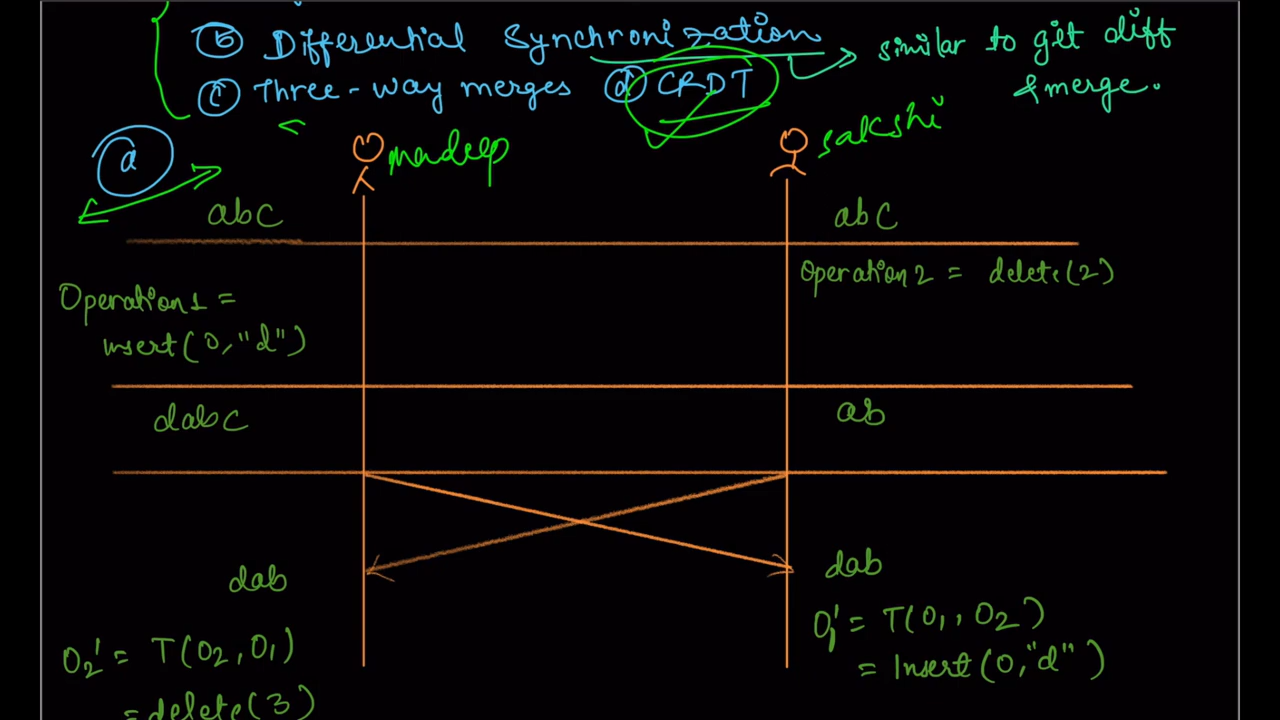 (b) Differential Synchronization
similar to git diff
& merge.
(c) Three-way merges (d) CRDT
(a)
sakshi
abc
abc
Operation 1 =
insert(0,"d")
Operation 2 = delete(2)
dabc
ab
dab
dab
O2' = T(O2,O1)
= delete(3)
O1' = T(O1,O2)
= Insert(0,"d")